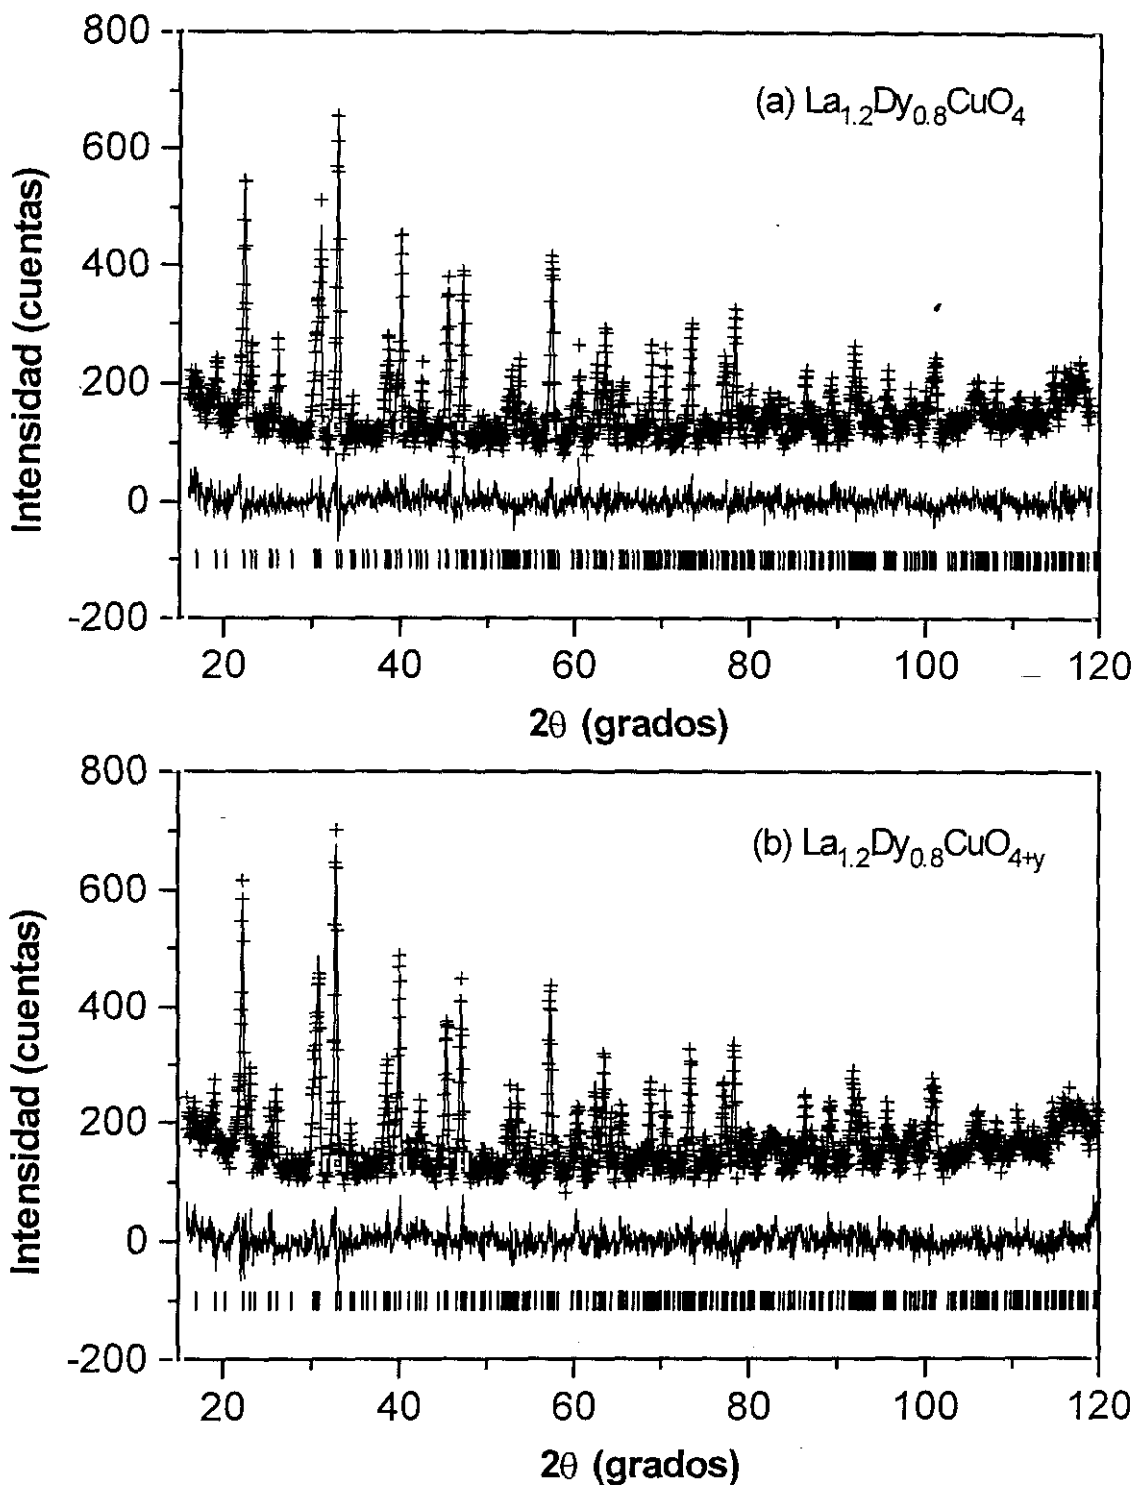 800
600
400
200
0
-200
Intensidad (cuentas)
(a) La1.2Dy0.8CuO4
20 40 60 80 100 120
2θ (grados)
800
600
400
200
0
-200
Intensidad (cuentas)
(b) La1.2Dy0.8CuO4+y
20 40 60 80 100 120
2θ (grados)